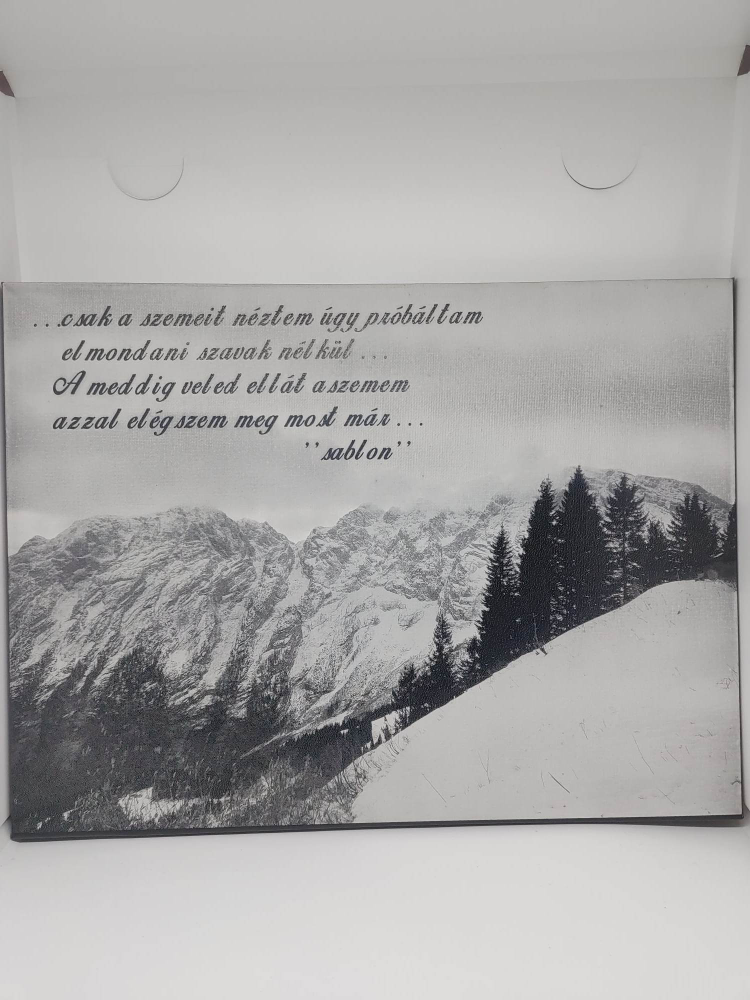 ...csak a szemeit néztem úgy próbáltam
elmondani szavak nélkül ...
A meddig veled ellát a szemem
azzal elégszem meg most már...
''sablon''